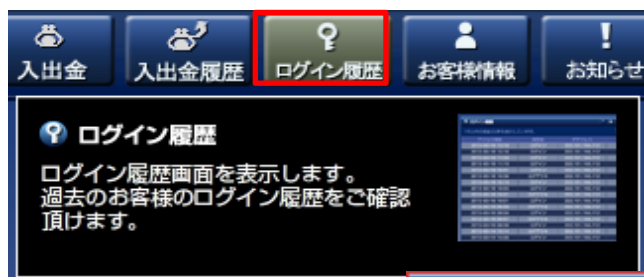 入出金
入出金履歴
ログイン履歴
お客様情報
お知らせ
ログイン履歴
ログイン履歴画面を表示します。
過去のお客様のログイン履歴をご確認
頂けます。